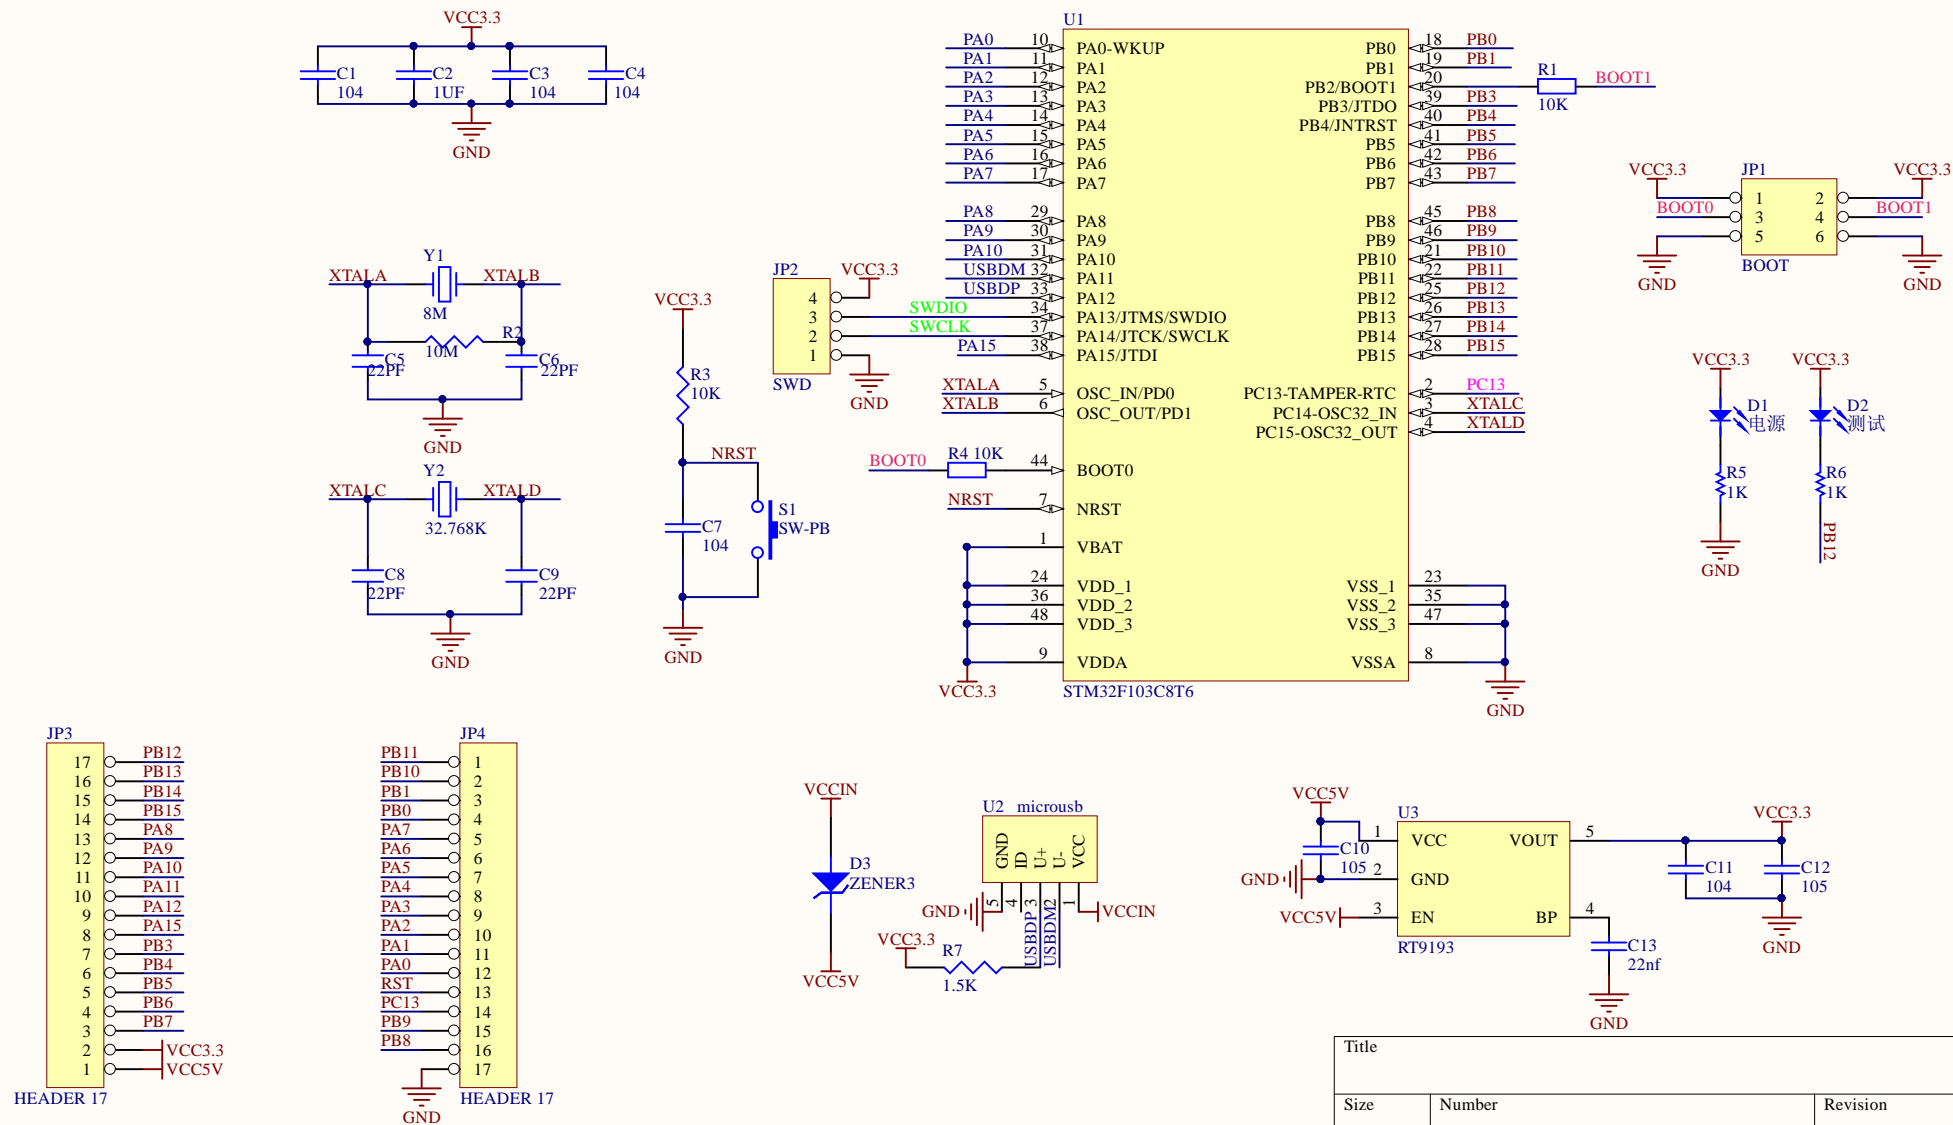 VCC3.3
C1
104
C2
1UF
C3
104
C4
104
GND
Y1
XTALA
XTALB
8M
R2
10M
C5
22PF
C6
22PF
GND
Y2
XTALC
XTALD
32.768K
C8
22PF
C9
22PF
GND
VCC3.3
R3
10K
NRST
C7
104
S1
SW-PB
GND
JP2
VCC3.3
4
3
2
1
SWDIO
SWCLK
SWD
GND
U1
PA0 10 PA0-WKUP
PA1 11 PA1
PA2 12 PA2
PA3 13 PA3
PA4 14 PA4
PA5 15 PA5
PA6 16 PA6
PA7 17 PA7
PA8 29 PA8
PA9 30 PA9
PA10 31 PA10
USBDM 32 PA11
USBDP 33 PA12
34 PA13/JTMS/SWDIO
37 PA14/JTCK/SWCLK
PA15 38 PA15/JTDI
XTALA 5 OSC_IN/PD0
XTALB 6 OSC_OUT/PD1
BOOT0 R4 10K 44 BOOT0
NRST 7 NRST
1 VBAT
24 VDD_1
36 VDD_2
48 VDD_3
9 VDDA
VCC3.3
STM32F103C8T6
PB0 18 PB0
PB1 19 PB1
PB2/BOOT1 20
PB3/JTDO 39 PB3
PB4/JNTRST 40 PB4
PB5 41 PB5
PB6 42 PB6
PB7 43 PB7
PB8 45 PB8
PB9 46 PB9
PB10 21 PB10
PB11 22 PB11
PB12 25 PB12
PB13 26 PB13
PB14 27 PB14
PB15 28 PB15
PC13-TAMPER-RTC 2 PC13
PC14-OSC32_IN 3 XTALC
PC15-OSC32_OUT 4 XTALD
VSS_1 23
VSS_2 35
VSS_3 47
VSSA 8
GND
R1
10K
BOOT1
JP1
VCC3.3
VCC3.3
1 2
BOOT0 3 4 BOOT1
5 6
BOOT
GND
GND
VCC3.3
D1
电源
R5
1K
GND
VCC3.3
D2
测试
R6
1K
PB12
JP3
17 PB12
16 PB13
15 PB14
14 PB15
13 PA8
12 PA9
11 PA10
10 PA11
9 PA12
8 PA15
7 PB3
6 PB4
5 PB5
4 PB6
3 PB7
2 VCC3.3
1 VCC5V
HEADER 17
JP4
PB11 1
PB10 2
PB1 3
PB0 4
PA7 5
PA6 6
PA5 7
PA4 8
PA3 9
PA2 10
PA1 11
PA0 12
RST 13
PC13 14
PB9 15
PB8 16
17
GND
HEADER 17
VCCIN
D3
ZENER3
VCC5V
U2 microusb
GND
ID
U+
U-
VCC
5
4
3
2
1
GND
USBDP
USBDM
VCCIN
VCC3.3
R7
1.5K
VCC5V
U3
C10
105
GND
VCC5V
1 VCC
2 GND
3 EN
VOUT 5
BP 4
RT9193
VCC3.3
C11
104
C12
105
GND
C13
22nf
GND
Title
Size
Number
Revision